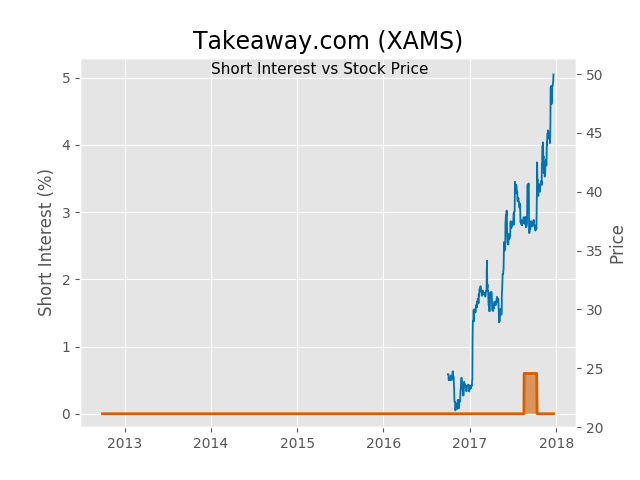 Takeaway.com (XAMS)
Short Interest vs Stock Price
Short Interest (%)
5
4
3
2
1
0
50
45
40
35
30
25
20
Price
2013 2014 2015 2016 2017 2018